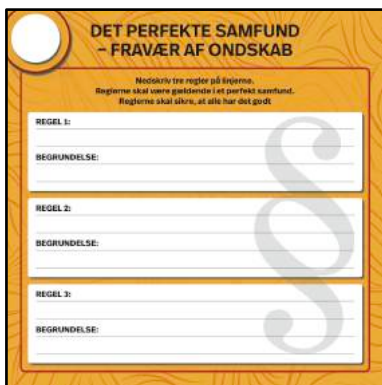 DET PERFEKTE SAMFUND
– FRAVÆR AF ONDSKAB
Nedskriv tre regler på linjerne.
Reglerne skal være gældende i et perfekt samfund.
Reglerne skal sikre, at alle har det godt
REGEL 1:
BEGRUNDELSE:
REGEL 2:
BEGRUNDELSE:
REGEL 3:
BEGRUNDELSE:
§